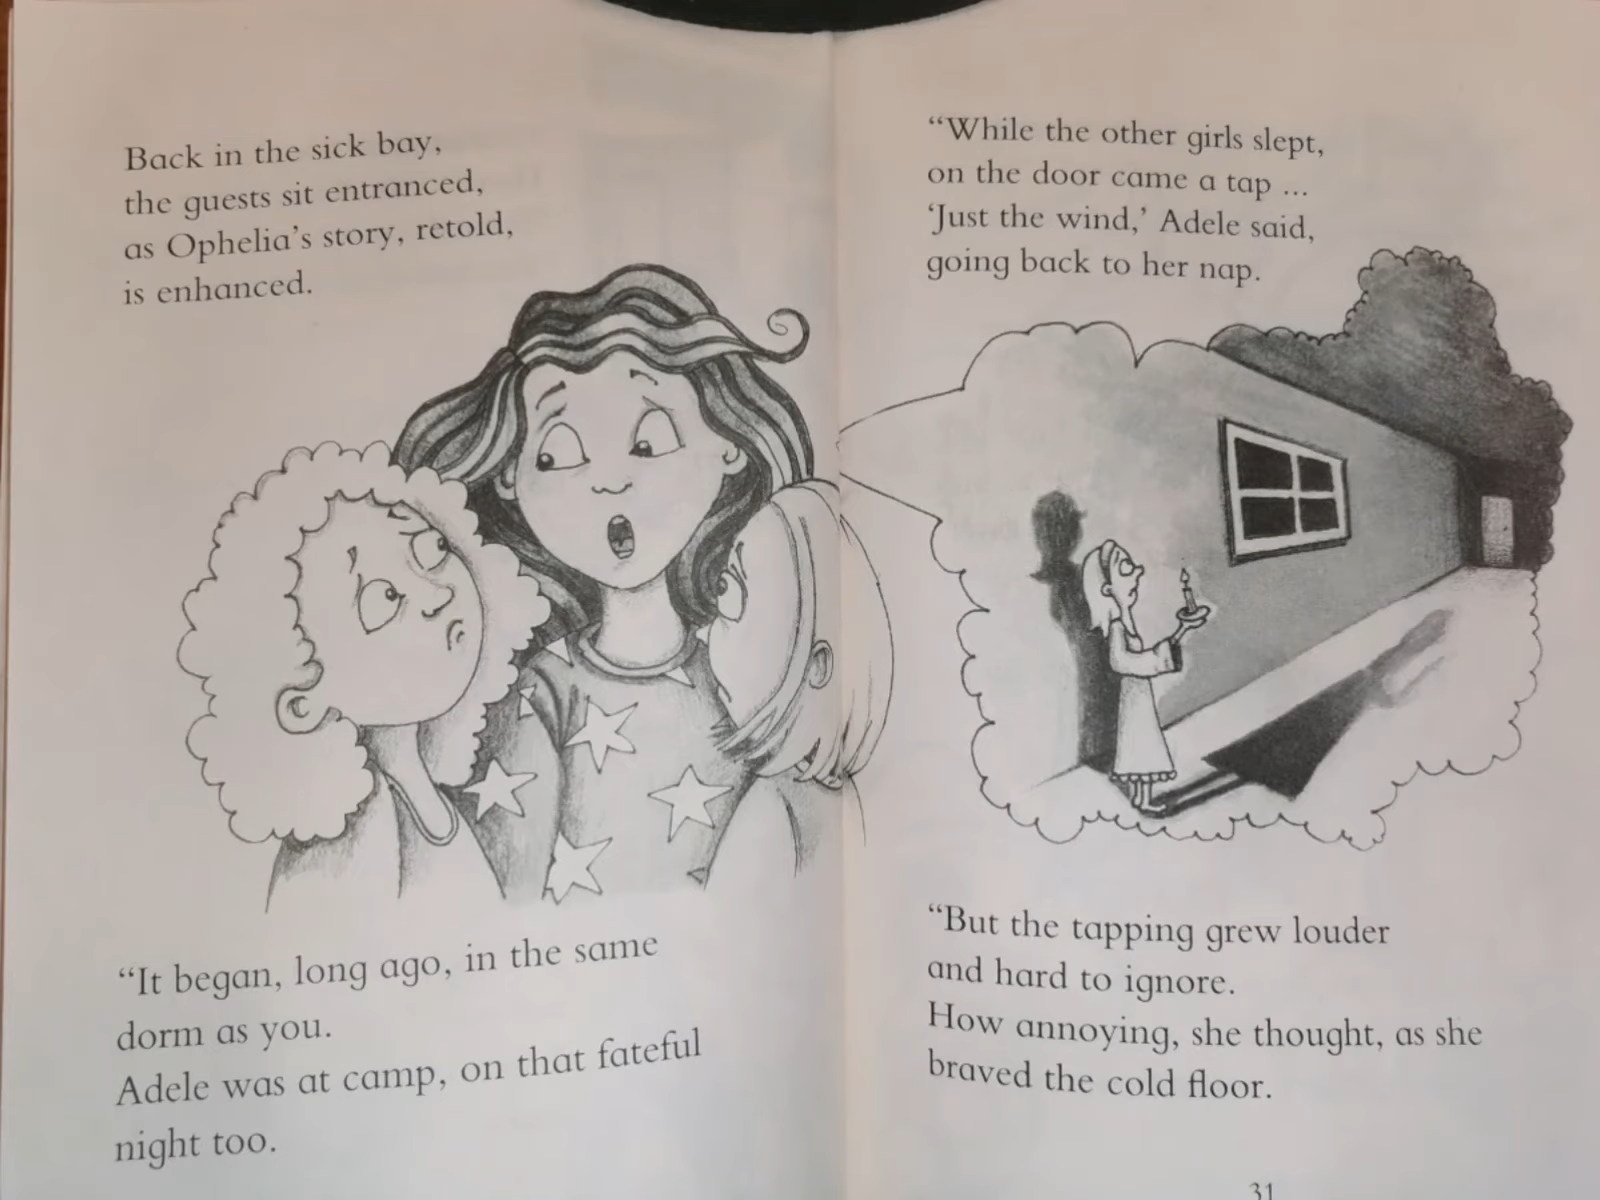 Back in the sick bay,
the guests sit entranced,
as Ophelia’s story, retold,
is enhanced.
“It began, long ago, in the same
dorm as you.
Adele was at camp, on that fateful
night too.
“While the other girls slept,
on the door came a tap ...
‘Just the wind,’ Adele said,
going back to her nap.
“But the tapping grew louder
and hard to ignore.
How annoying, she thought, as she
braved the cold floor.
31